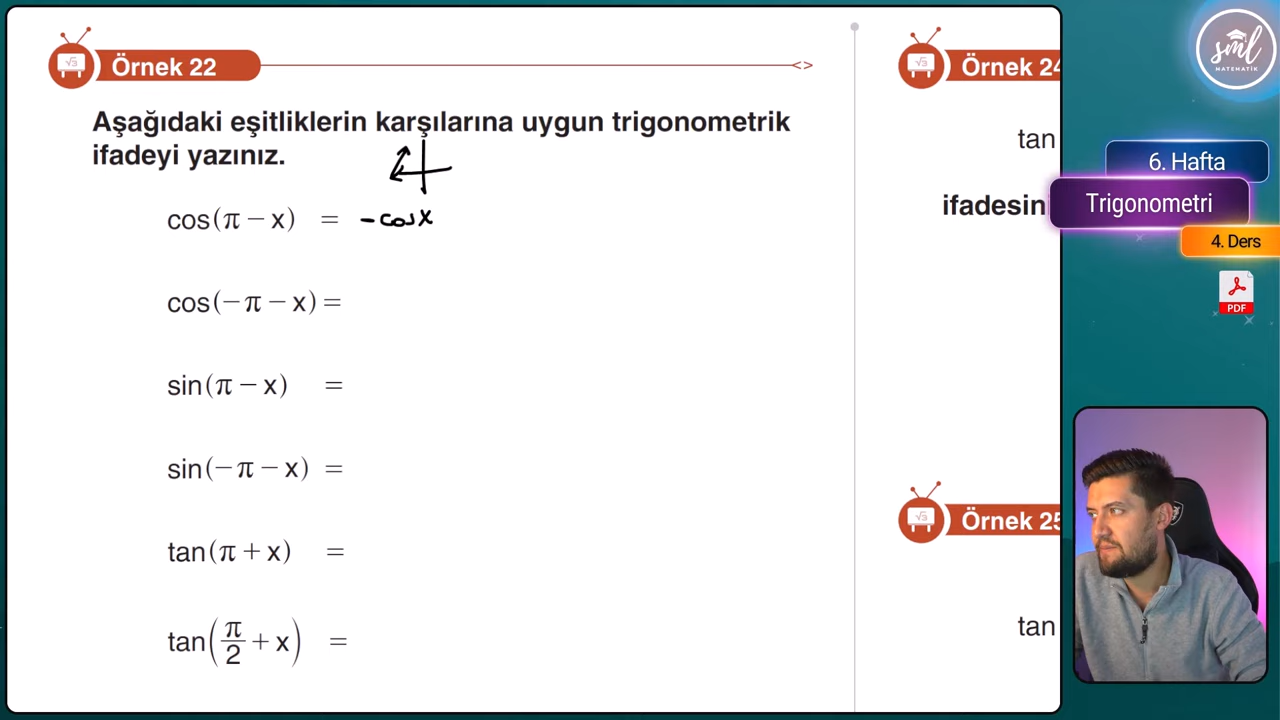 Örnek 22
Aşağıdaki eşitliklerin karşılarına uygun trigonometrik
ifadeyi yazınız.
cos(π − x) = -cosx
cos(−π − x) =
sin(π − x) =
sin(−π − x) =
tan(π + x) =
tan(π/2 + x) =
Örnek 24
tan
ifadesin
Örnek 25
tan
sml
MATEMATİK
6. Hafta
Trigonometri
4. Ders
PDF